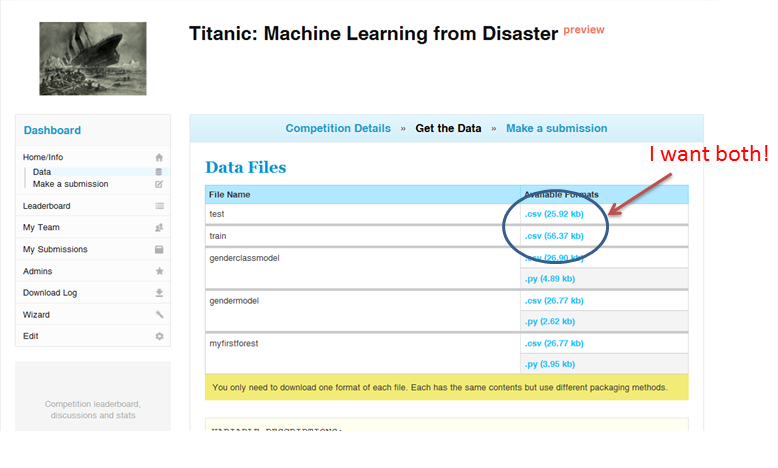 Titanic: Machine Learning from Disaster preview
Dashboard
Home/Info
Data
Make a submission
Leaderboard
My Team
My Submissions
Admins
Download Log
Wizard
Edit
Competition leaderboard,
discussions and stats
Competition Details » Get the Data » Make a submission
I want both!
Data Files
File Name Available Formats
test .csv (25.92 kb)
train .csv (56.37 kb)
genderclassmodel .csv (26.90 kb)
.py (4.89 kb)
gendermodel .csv (26.77 kb)
.py (2.62 kb)
myfirstforest .csv (26.77 kb)
.py (3.95 kb)
You only need to download one format of each file. Each has the same contents but use different packaging methods.
VARIABLE DESCRIPTIONS: